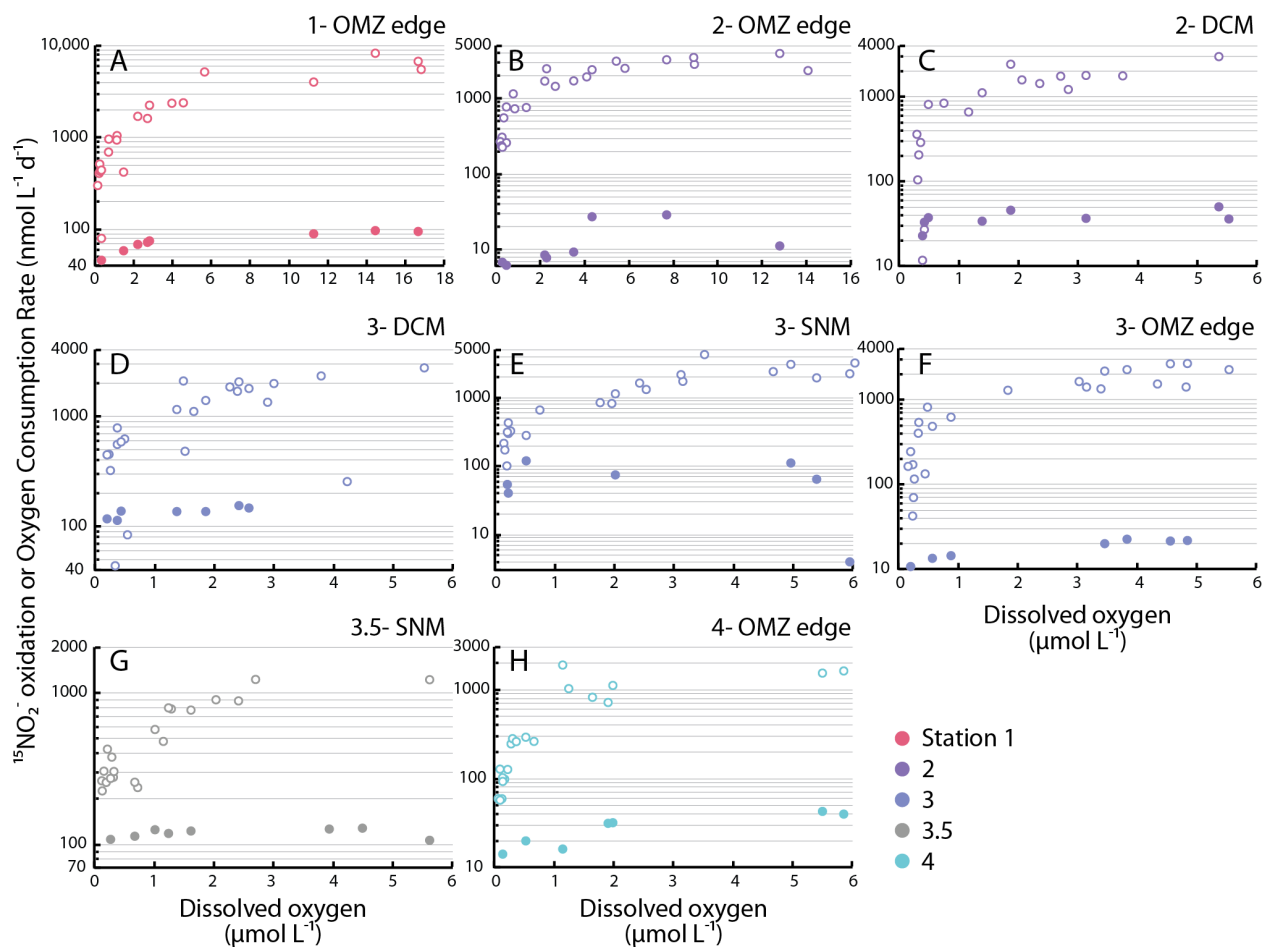 ¹⁵NO₂⁻ oxidation or Oxygen Consumption Rate (nmol L⁻¹ d⁻¹)
1- OMZ edge
A
10,000
1000
100
40
0 2 4 6 8 10 12 14 16 18
2- OMZ edge
B
5000
1000
100
10
0 2 4 6 8 10 12 14 16
2- DCM
C
4000
1000
100
10
0 1 2 3 4 5 6
3- DCM
D
4000
1000
100
40
0 1 2 3 4 5 6
3- SNM
E
5000
1000
100
10
0 1 2 3 4 5 6
3- OMZ edge
F
4000
1000
100
10
0 1 2 3 4 5 6
Dissolved oxygen
(µmol L⁻¹)
3.5- SNM
G
2000
1000
100
70
0 1 2 3 4 5 6
Dissolved oxygen
(µmol L⁻¹)
4- OMZ edge
H
3000
1000
100
10
0 1 2 3 4 5 6
Dissolved oxygen
(µmol L⁻¹)
Station 1
2
3
3.5
4